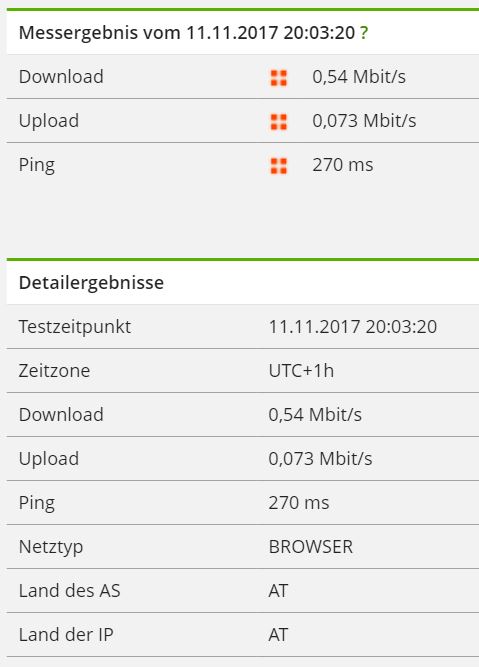 Messergebnis vom 11.11.2017 20:03:20 ?
Download 0,54 Mbit/s
Upload 0,073 Mbit/s
Ping 270 ms
Detailergebnisse
Testzeitpunkt 11.11.2017 20:03:20
Zeitzone UTC+1h
Download 0,54 Mbit/s
Upload 0,073 Mbit/s
Ping 270 ms
Netztyp BROWSER
Land des AS AT
Land der IP AT